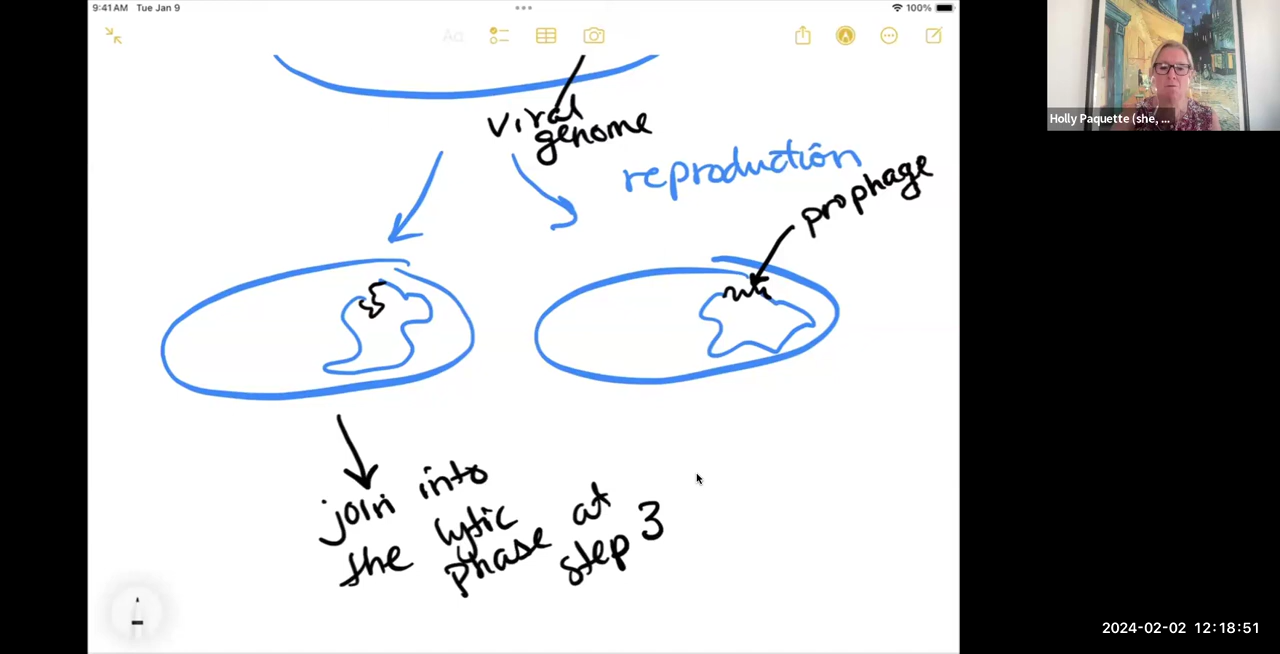 9:41 AM Tue Jan 9
100%
Aa
Holly Paquette (she, ...
viral
genome
reproduction
prophage
join into
the lytic
phase at
step 3
2024-02-02 12:18:51